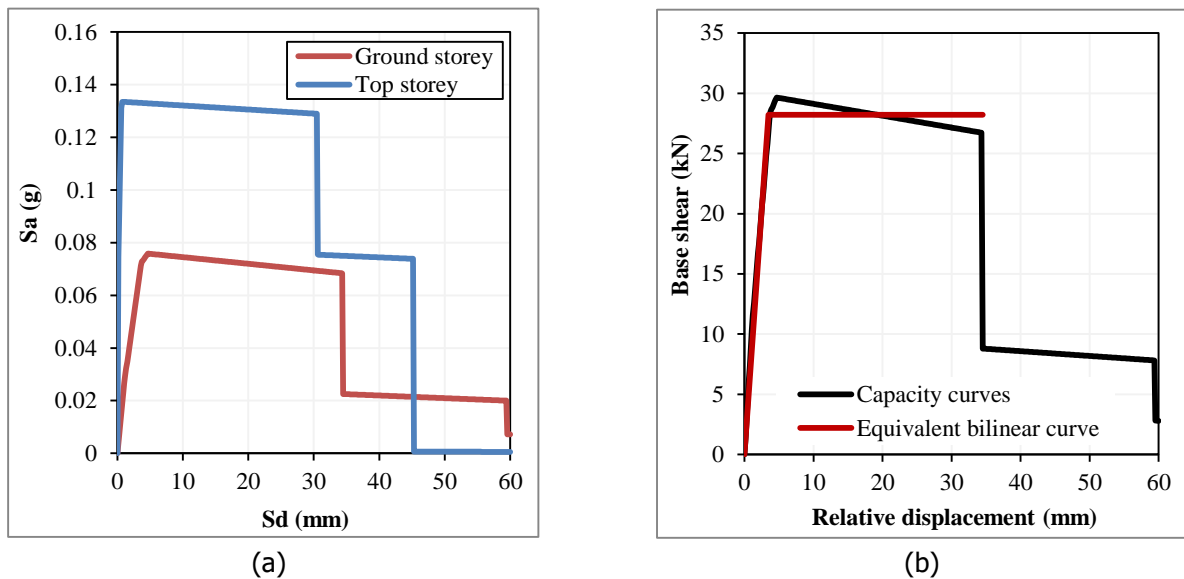 0.16
0.14
0.12
0.1
0.08
0.06
0.04
0.02
0
Sa (g)
Ground storey
Top storey
0 10 20 30 40 50 60
Sd (mm)
(a)
35
30
25
20
15
10
5
0
Base shear (kN)
Capacity curves
Equivalent bilinear curve
0 10 20 30 40 50 60
Relative displacement (mm)
(b)